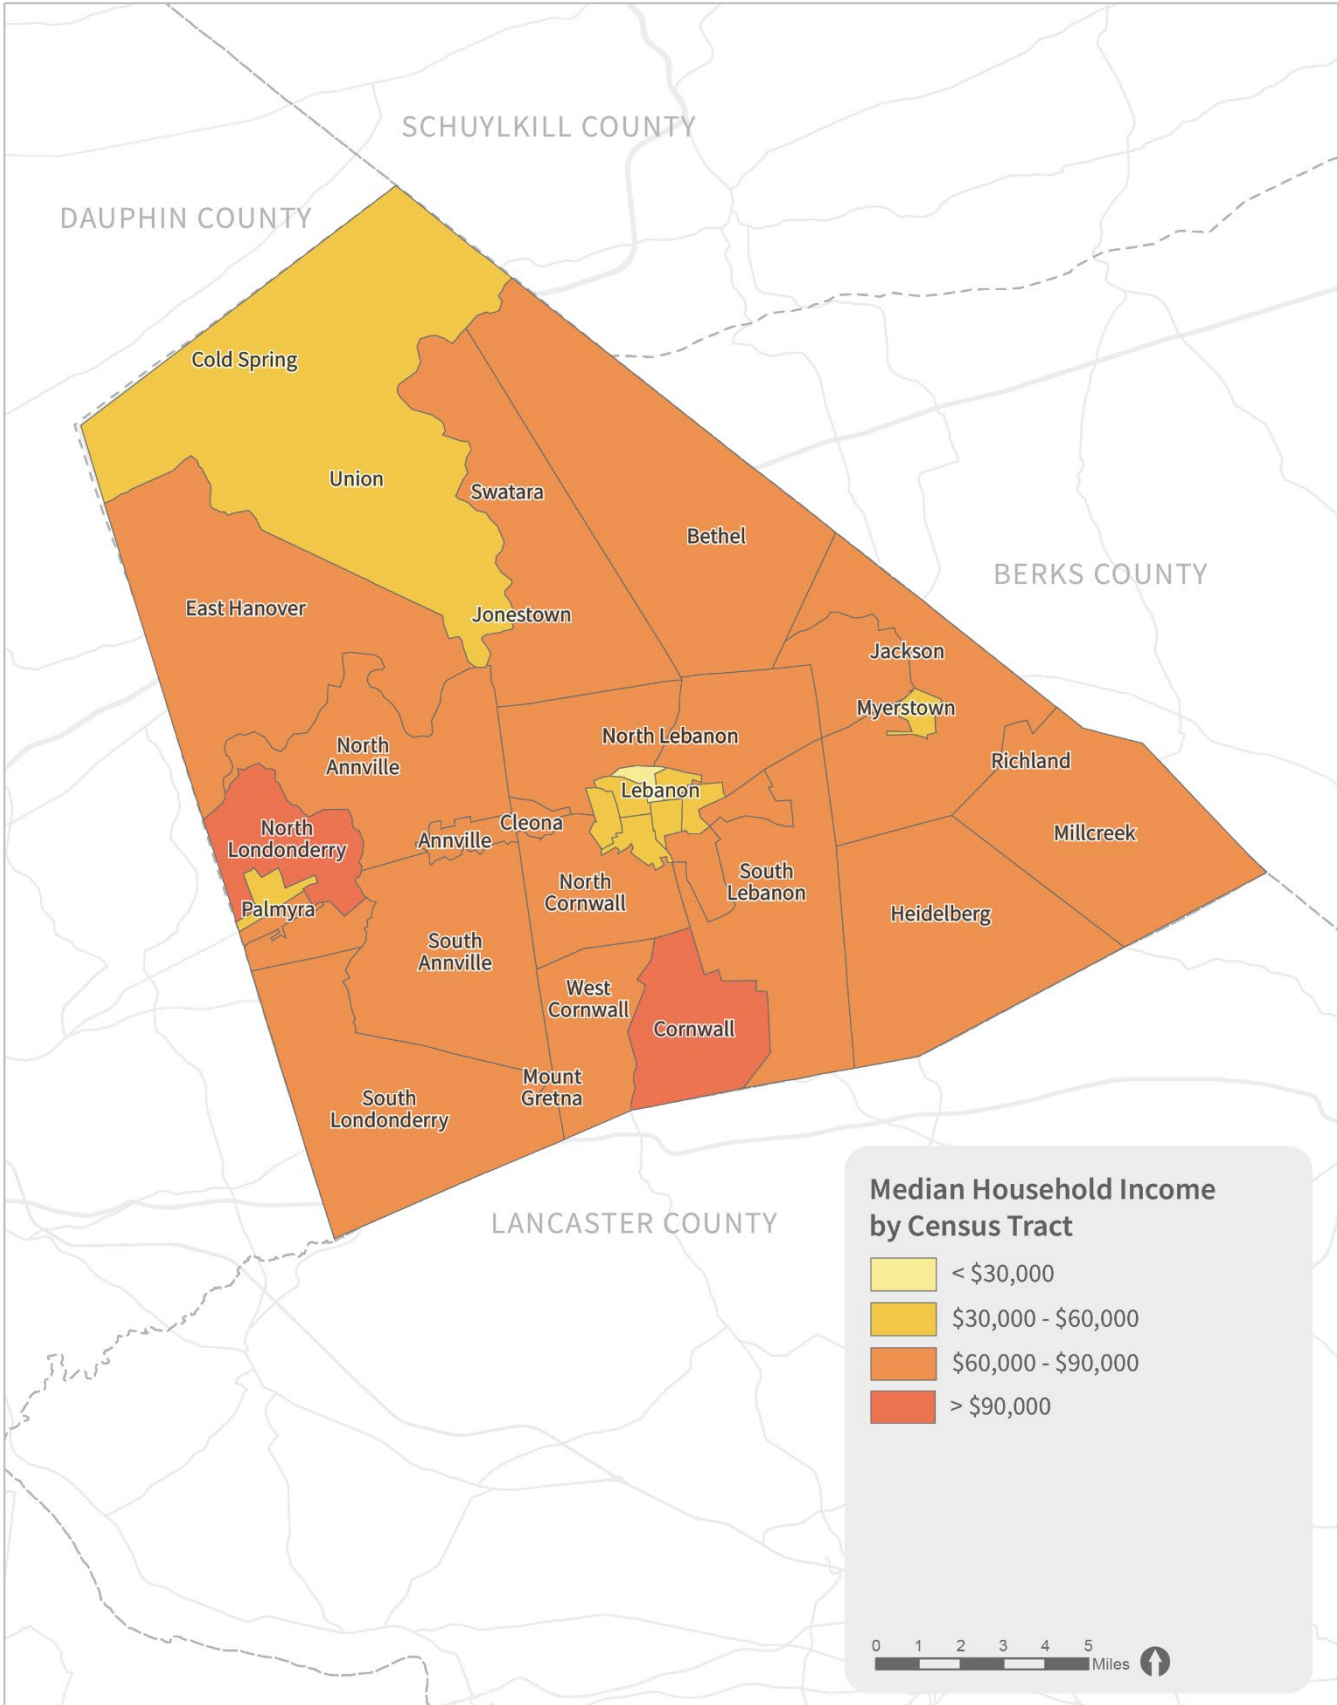 SCHUYLKILL COUNTY
DAUPHIN COUNTY
Cold Spring
Union
Swatara
Bethel
BERKS COUNTY
East Hanover
Jonestown
Jackson
Myerstown
North
Annville
North Lebanon
Richland
Lebanon
North
Londonderry
Annville
Cleona
Millcreek
Palmyra
North
Cornwall
South
Lebanon
Heidelberg
South
Annville
West
Cornwall
Cornwall
Mount
Gretna
South
Londonderry
LANCASTER COUNTY
Median Household Income
by Census Tract
< $30,000
$30,000 - $60,000
$60,000 - $90,000
> $90,000
0 1 2 3 4 5
Miles